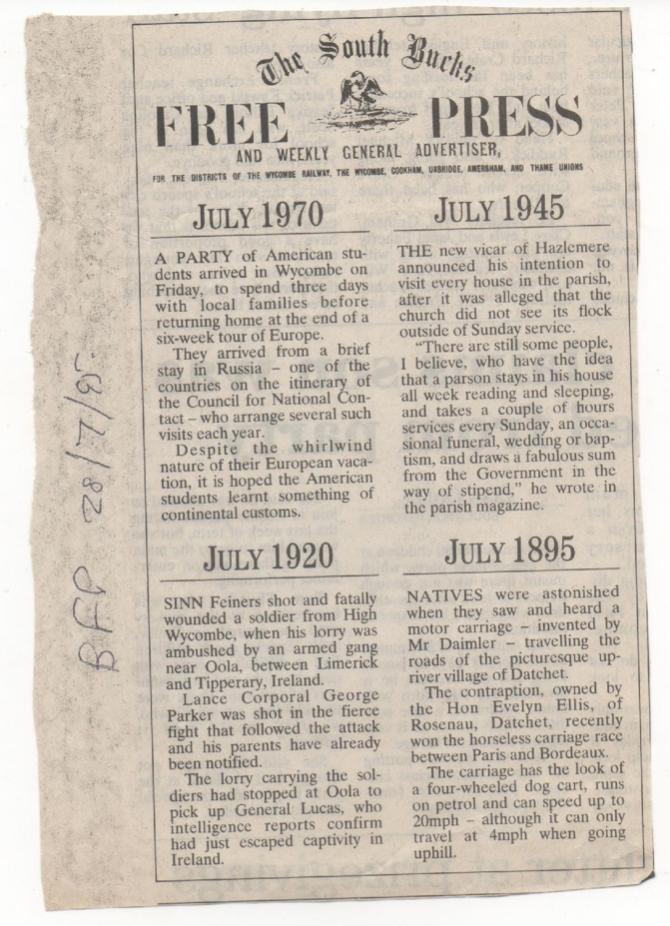 The South Bucks
FREE PRESS
AND WEEKLY GENERAL ADVERTISER,
FOR THE DISTRICTS OF THE WYCOMBE RAILWAY, THE WYCOMBE, COOKHAM, UXBRIDGE, AMERSHAM, AND THAME UNIONS
JULY 1970
A PARTY of American stu-
dents arrived in Wycombe on
Friday, to spend three days
with local families before
returning home at the end of a
six-week tour of Europe.
They arrived from a brief
stay in Russia – one of the
countries on the itinerary of
the Council for National Con-
tact – who arrange several such
visits each year.
Despite the whirlwind
nature of their European vaca-
tion, it is hoped the American
students learnt something of
continental customs.
JULY 1945
THE new vicar of Hazlemere
announced his intention to
visit every house in the parish,
after it was alleged that the
church did not see its flock
outside of Sunday service.
"There are still some people,
I believe, who have the idea
that a parson stays in his house
all week reading and sleeping,
and takes a couple of hours
services every Sunday, an occa-
sional funeral, wedding or bap-
tism, and draws a fabulous sum
from the Government in the
way of stipend," he wrote in
the parish magazine.
JULY 1920
SINN Feiners shot and fatally
wounded a soldier from High
Wycombe, when his lorry was
ambushed by an armed gang
near Oola, between Limerick
and Tipperary, Ireland.
Lance Corporal George
Parker was shot in the fierce
fight that followed the attack
and his parents have already
been notified.
The lorry carrying the sol-
diers had stopped at Oola to
pick up General Lucas, who
intelligence reports confirm
had just escaped captivity in
Ireland.
JULY 1895
NATIVES were astonished
when they saw and heard a
motor carriage – invented by
Mr Daimler – travelling the
roads of the picturesque up-
river village of Datchet.
The contraption, owned by
the Hon Evelyn Ellis, of
Rosenau, Datchet, recently
won the horseless carriage race
between Paris and Bordeaux.
The carriage has the look of
a four-wheeled dog cart, runs
on petrol and can speed up to
20mph – although it can only
travel at 4mph when going
uphill.
BFP 28/7/95.